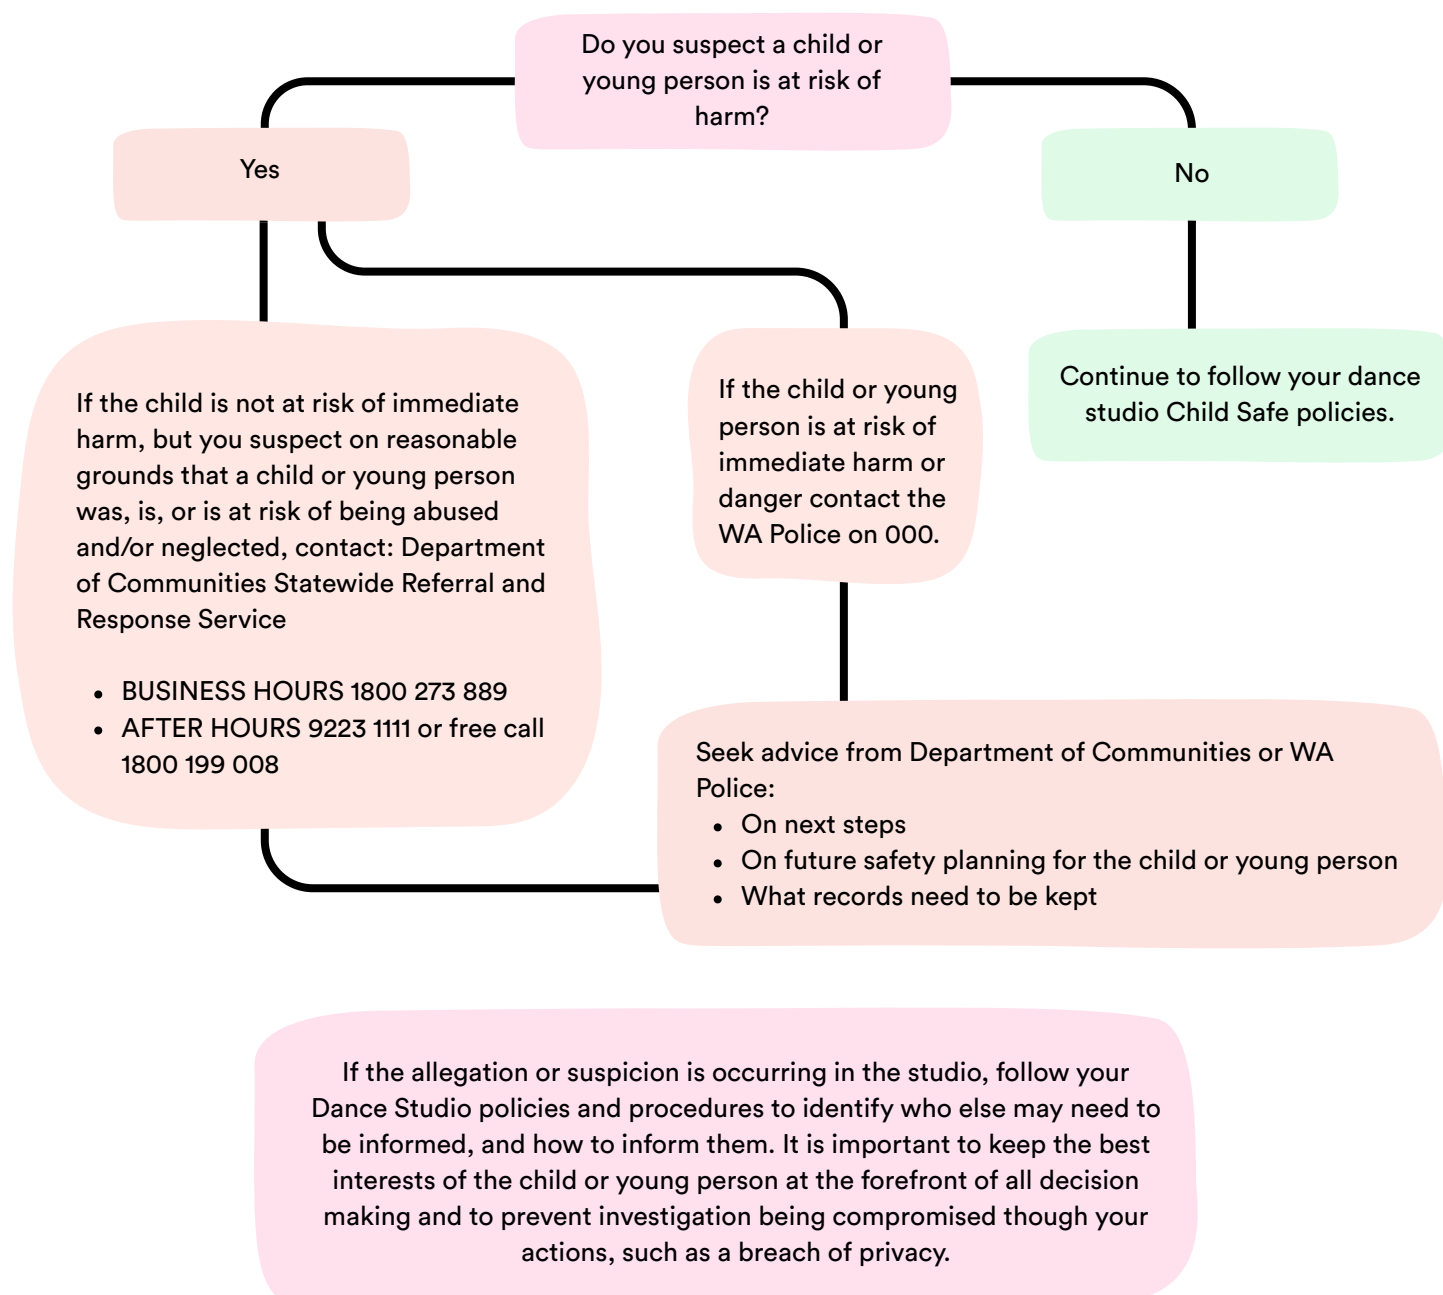 Do you suspect a child or
young person is at risk of
harm?
Yes
No
If the child is not at risk of immediate
harm, but you suspect on reasonable
grounds that a child or young person
was, is, or is at risk of being abused
and/or neglected, contact: Department
of Communities Statewide Referral and
Response Service
• BUSINESS HOURS 1800 273 889
• AFTER HOURS 9223 1111 or free call
1800 199 008
If the child or young
person is at risk of
immediate harm or
danger contact the
WA Police on 000.
Continue to follow your dance
studio Child Safe policies.
Seek advice from Department of Communities or WA
Police:
• On next steps
• On future safety planning for the child or young person
• What records need to be kept
If the allegation or suspicion is occurring in the studio, follow your
Dance Studio policies and procedures to identify who else may need to
be informed, and how to inform them. It is important to keep the best
interests of the child or young person at the forefront of all decision
making and to prevent investigation being compromised though your
actions, such as a breach of privacy.